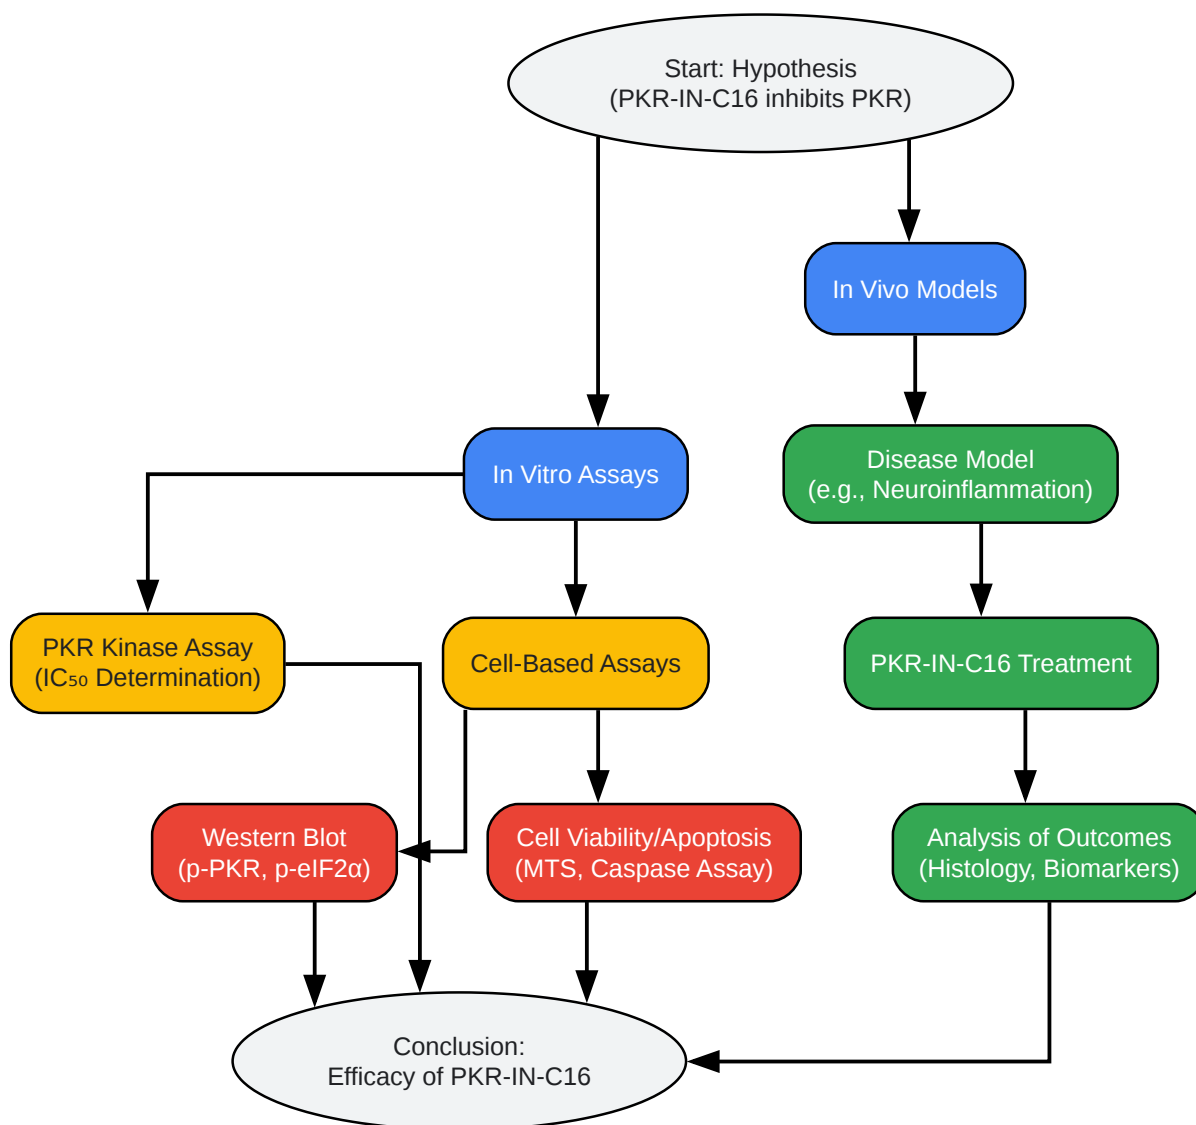 Start: Hypothesis
(PKR-IN-C16 inhibits PKR)
In Vivo Models
Disease Model
(e.g., Neuroinflammation)
In Vitro Assays
PKR Kinase Assay
(IC₅₀ Determination)
Cell-Based Assays
PKR-IN-C16 Treatment
Western Blot
(p-PKR, p-eIF2α)
Cell Viability/Apoptosis
(MTS, Caspase Assay)
Analysis of Outcomes
(Histology, Biomarkers)
Conclusion:
Efficacy of PKR-IN-C16